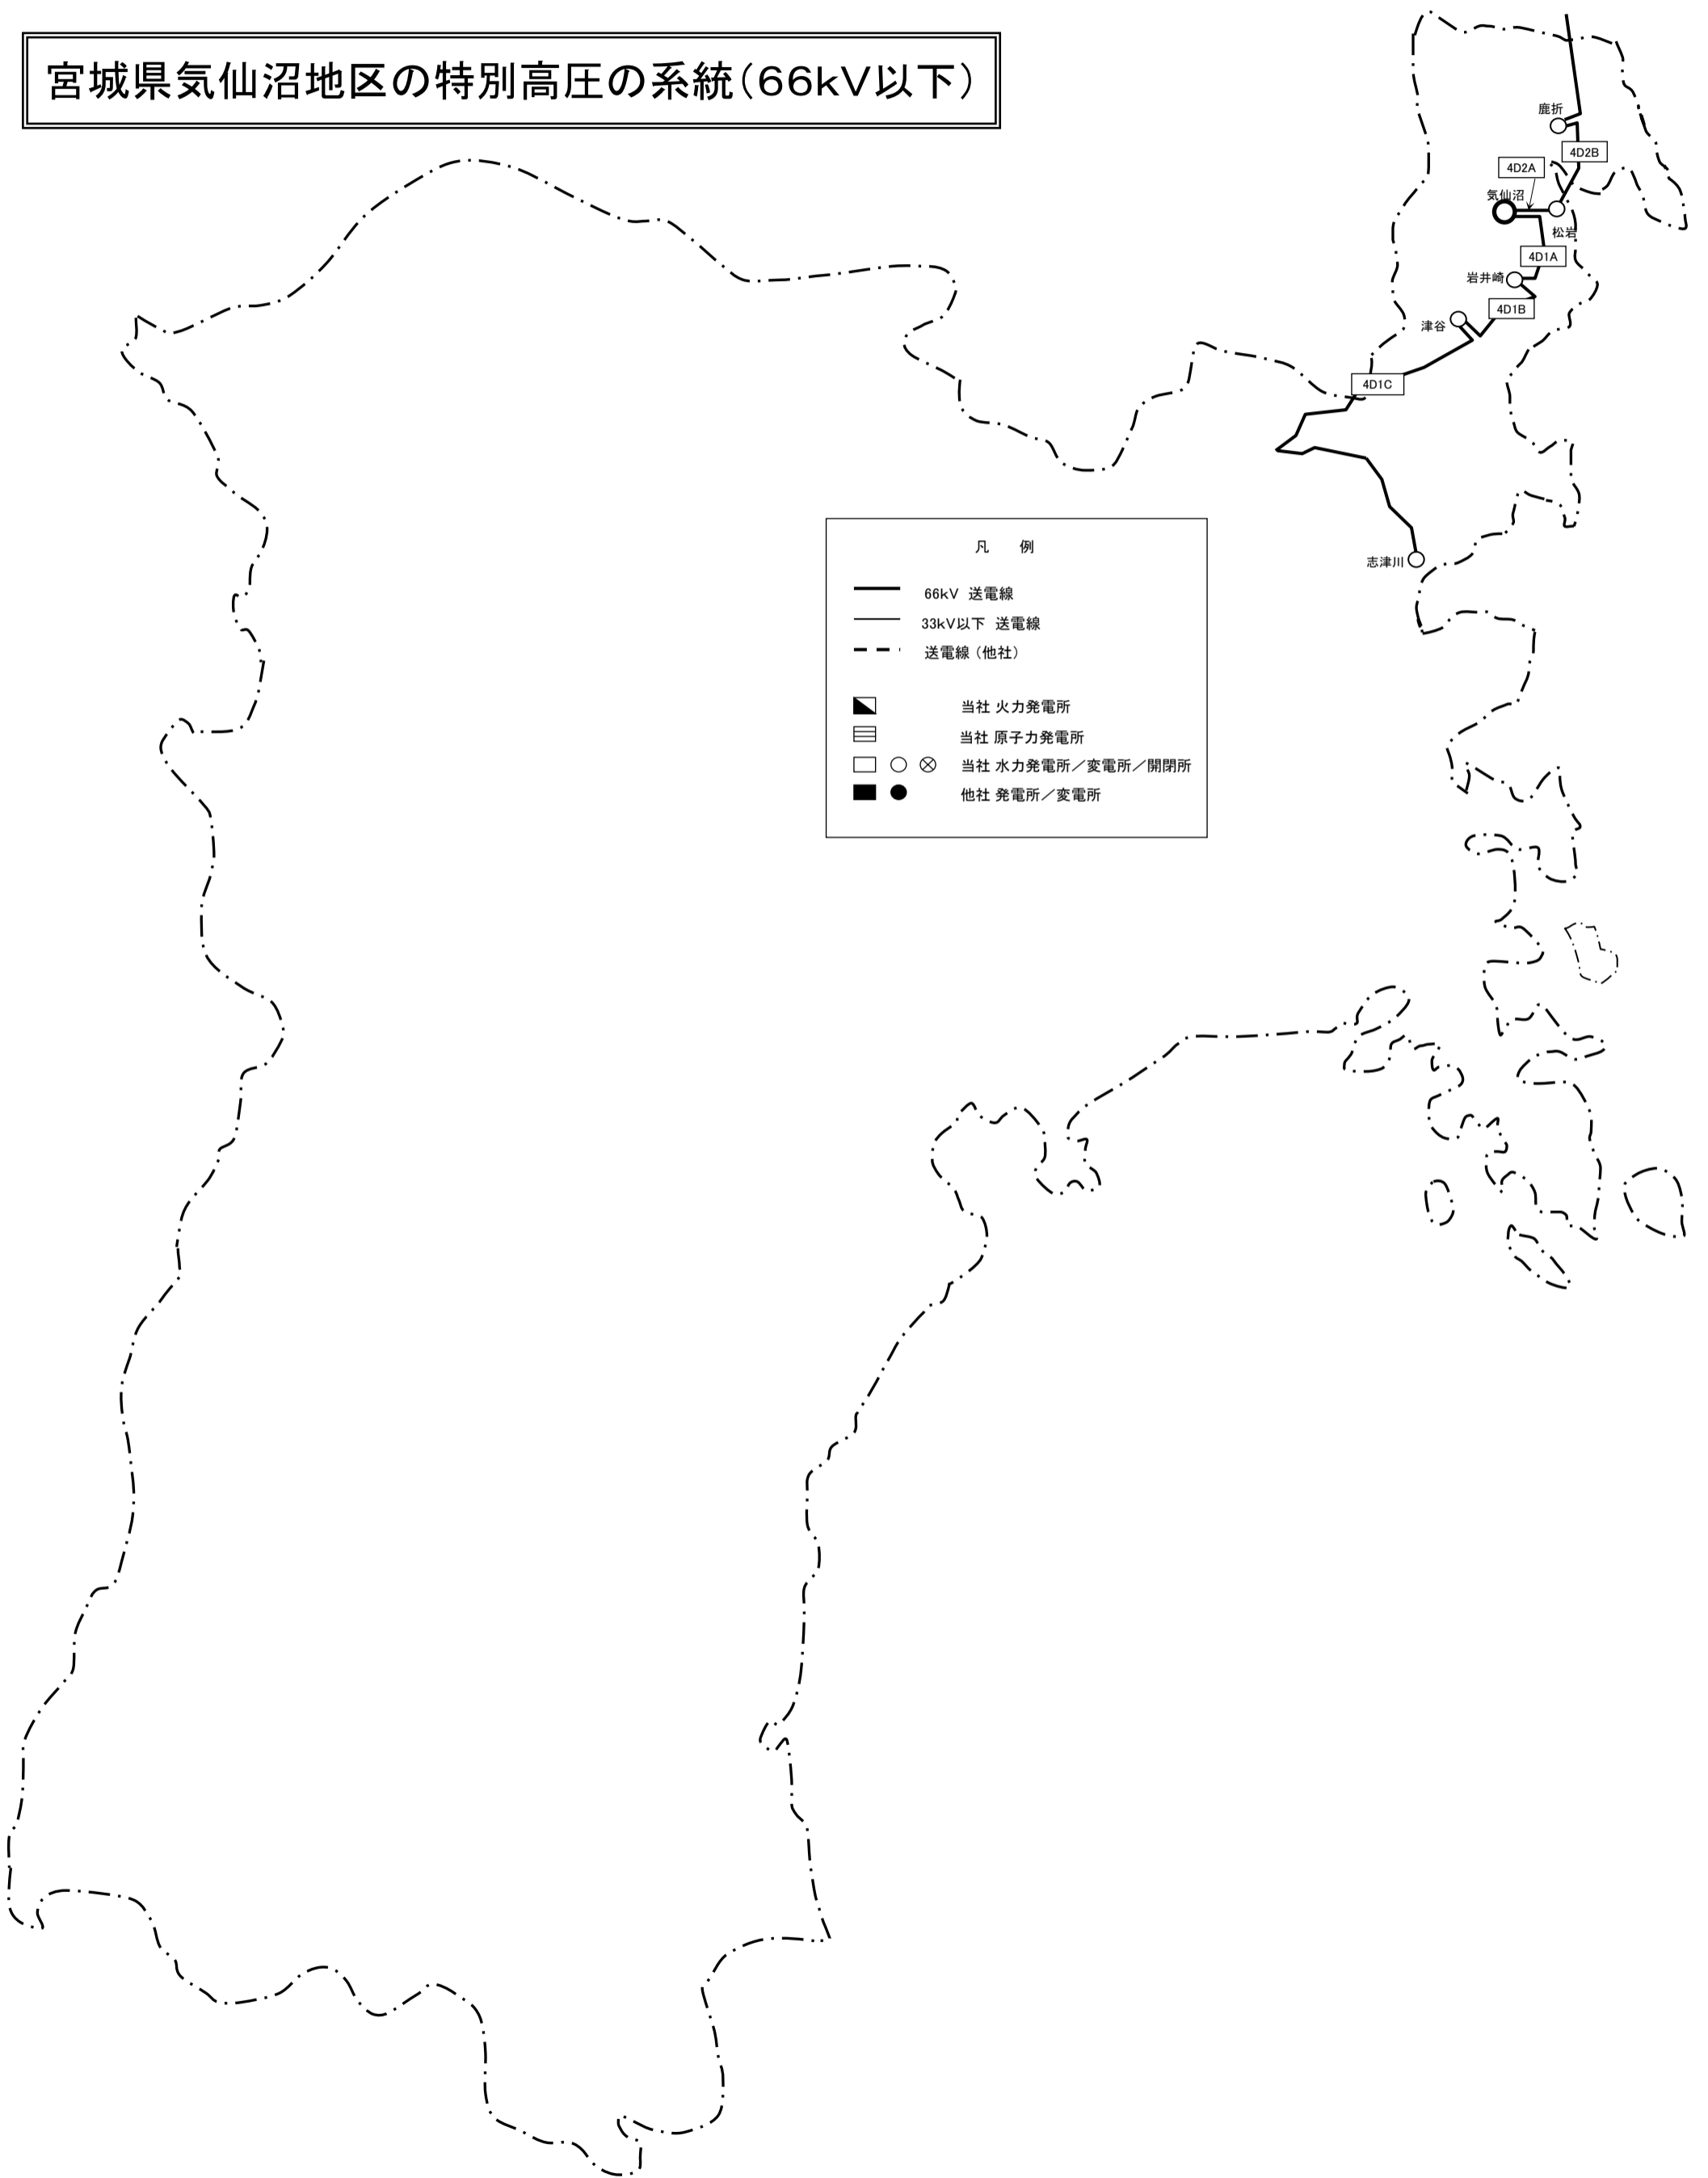 宮城県気仙沼地区の特別高圧の系統(66kV以下)
鹿折
4D2B
4D2A
気仙沼
松岩
4D1A
岩井崎
4D1B
津谷
4D1C
志津川
凡　例
66kV 送電線
33kV以下 送電線
送電線(他社)
当社 火力発電所
当社 原子力発電所
当社 水力発電所/変電所/開閉所
他社 発電所/変電所